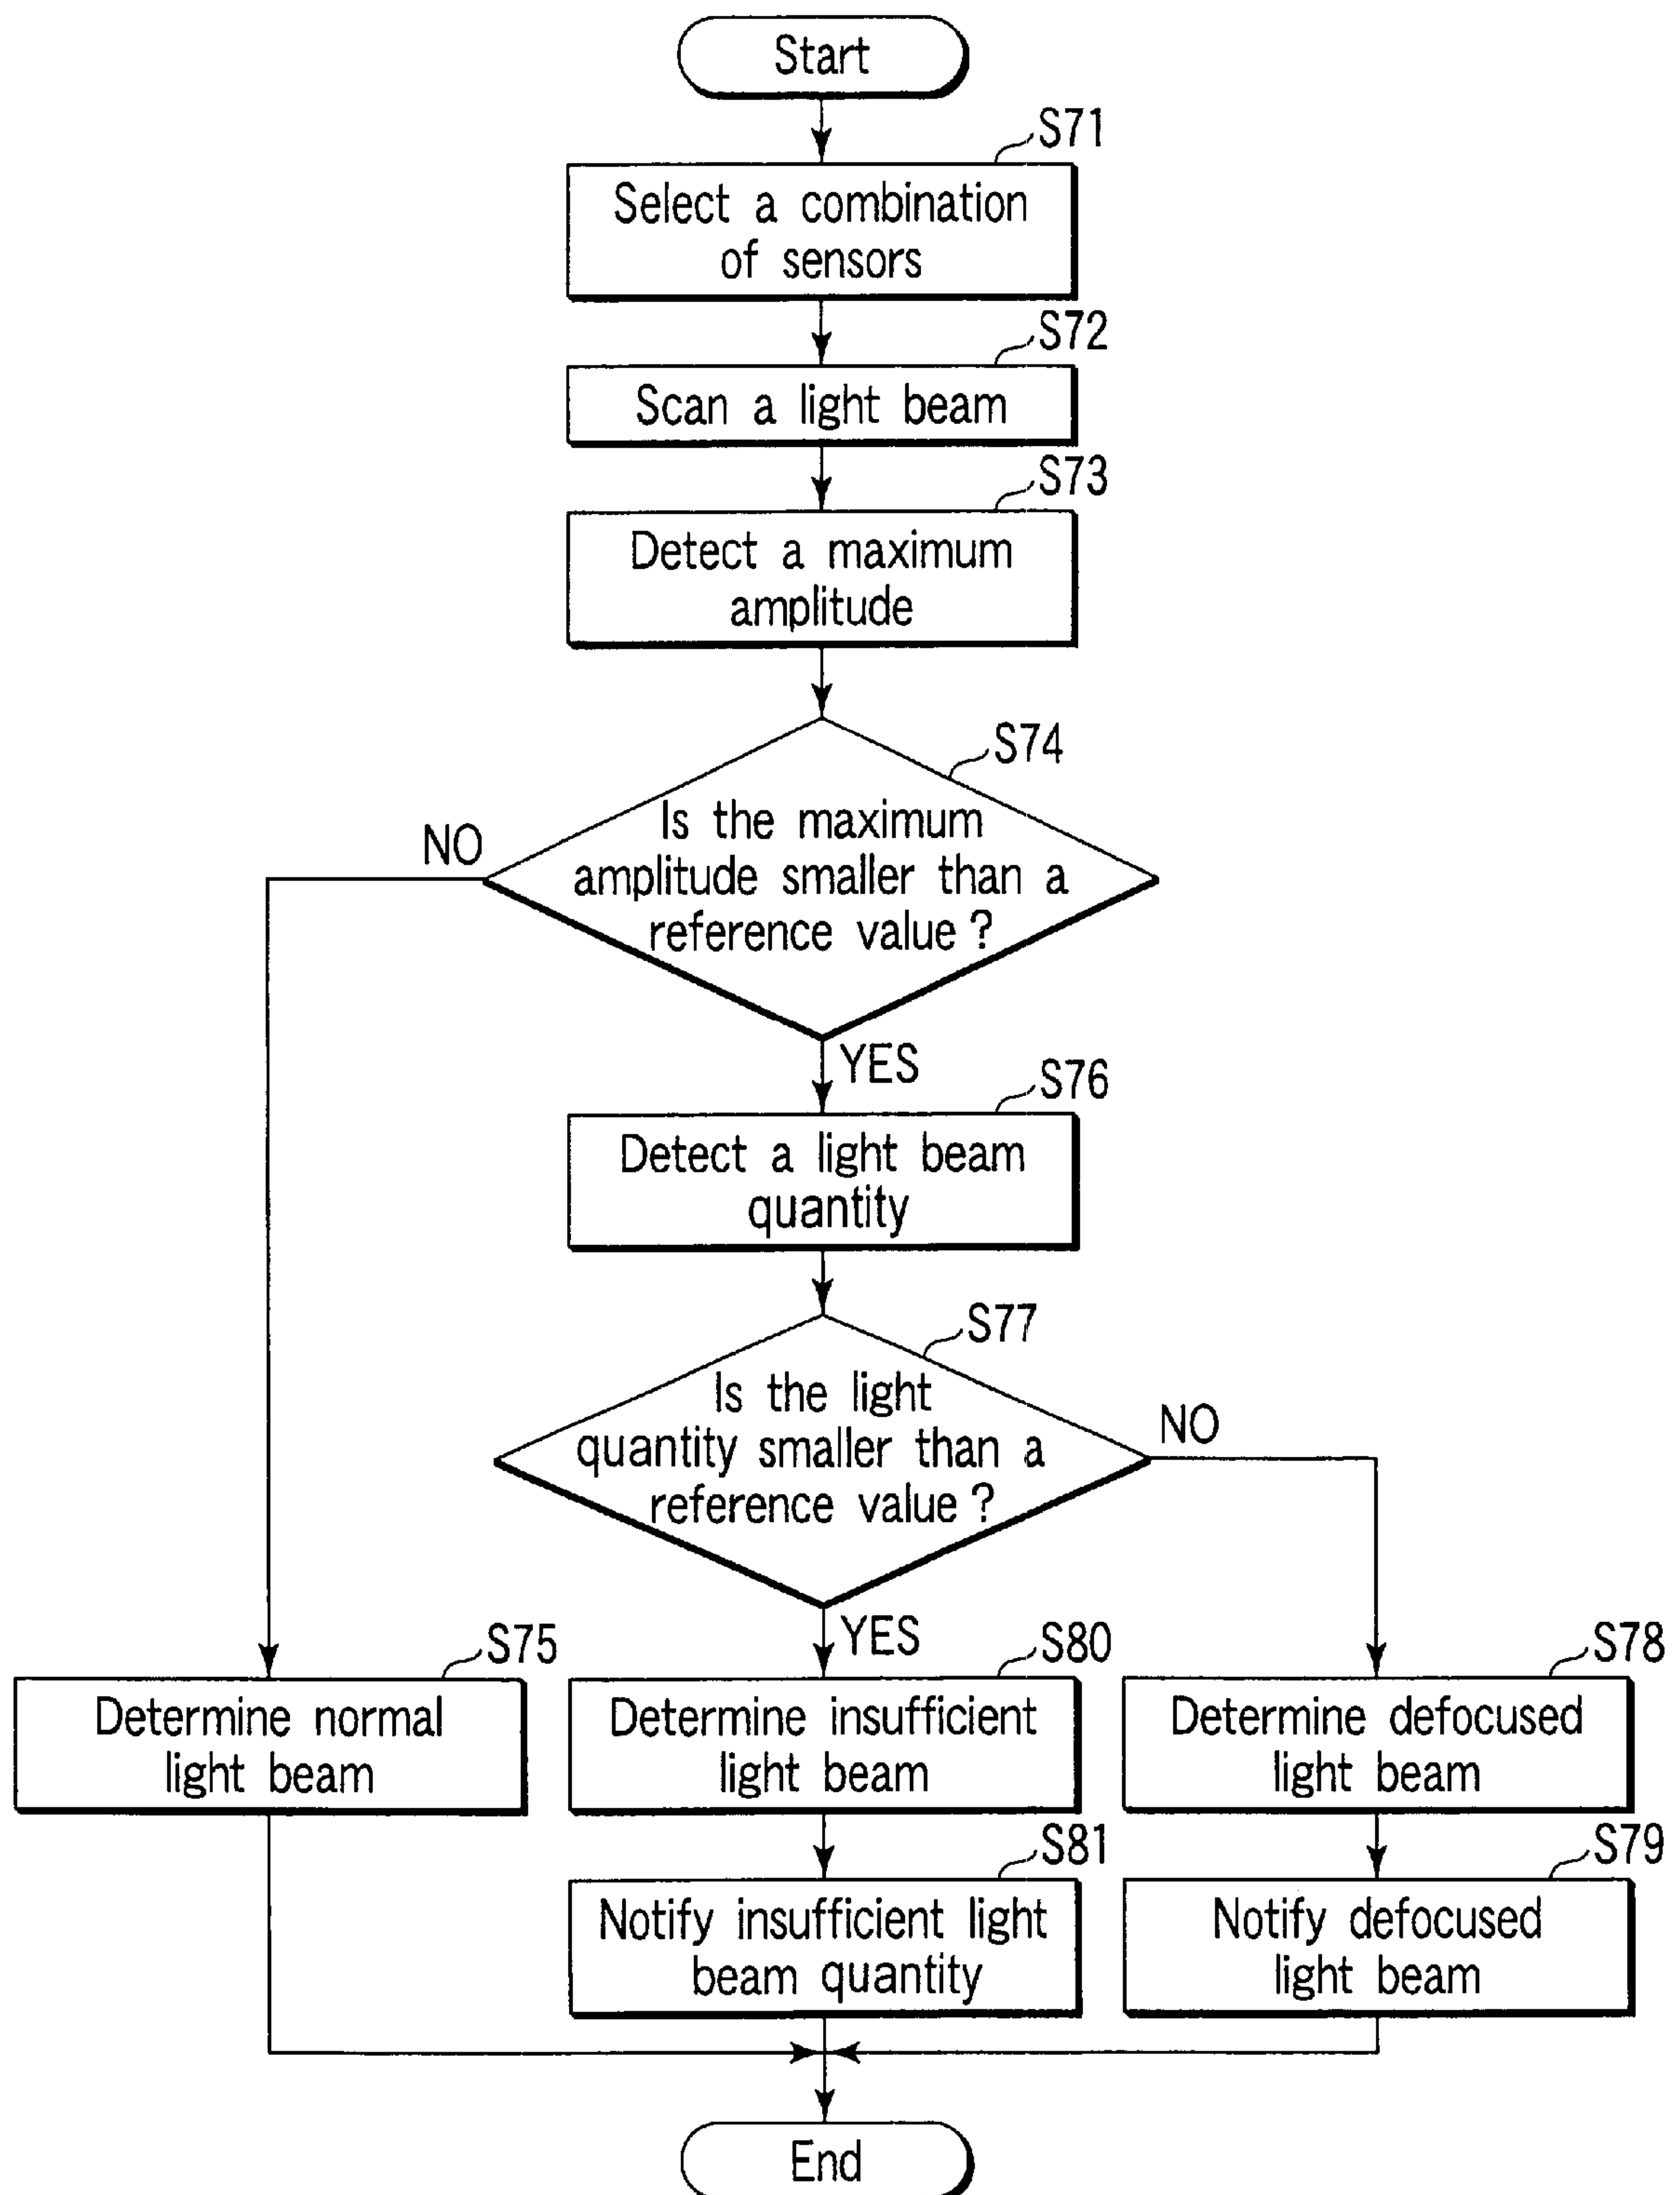 Start
S71
Select a combination
of sensors
S72
Scan a light beam
S73
Detect a maximum
amplitude
S74
Is the maximum
amplitude smaller than a
reference value?
NO
YES
S76
Detect a light beam
quantity
S77
Is the light
quantity smaller than a
reference value?
NO
YES
S75
Determine normal
light beam
S80
Determine insufficient
light beam
S78
Determine defocused
light beam
S81
Notify insufficient light
beam quantity
S79
Notify defocused
light beam
End